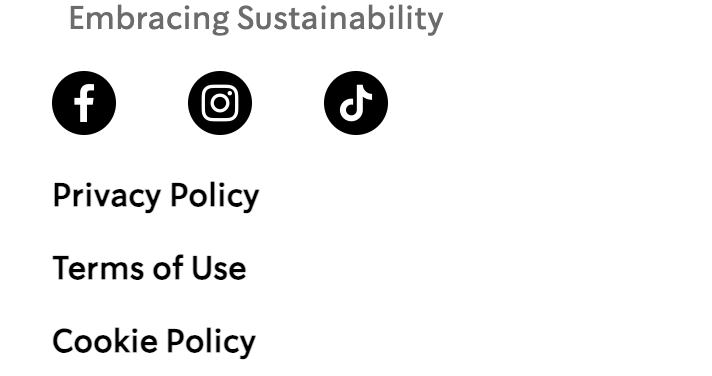 Embracing Sustainability
Privacy Policy
Terms of Use
Cookie Policy